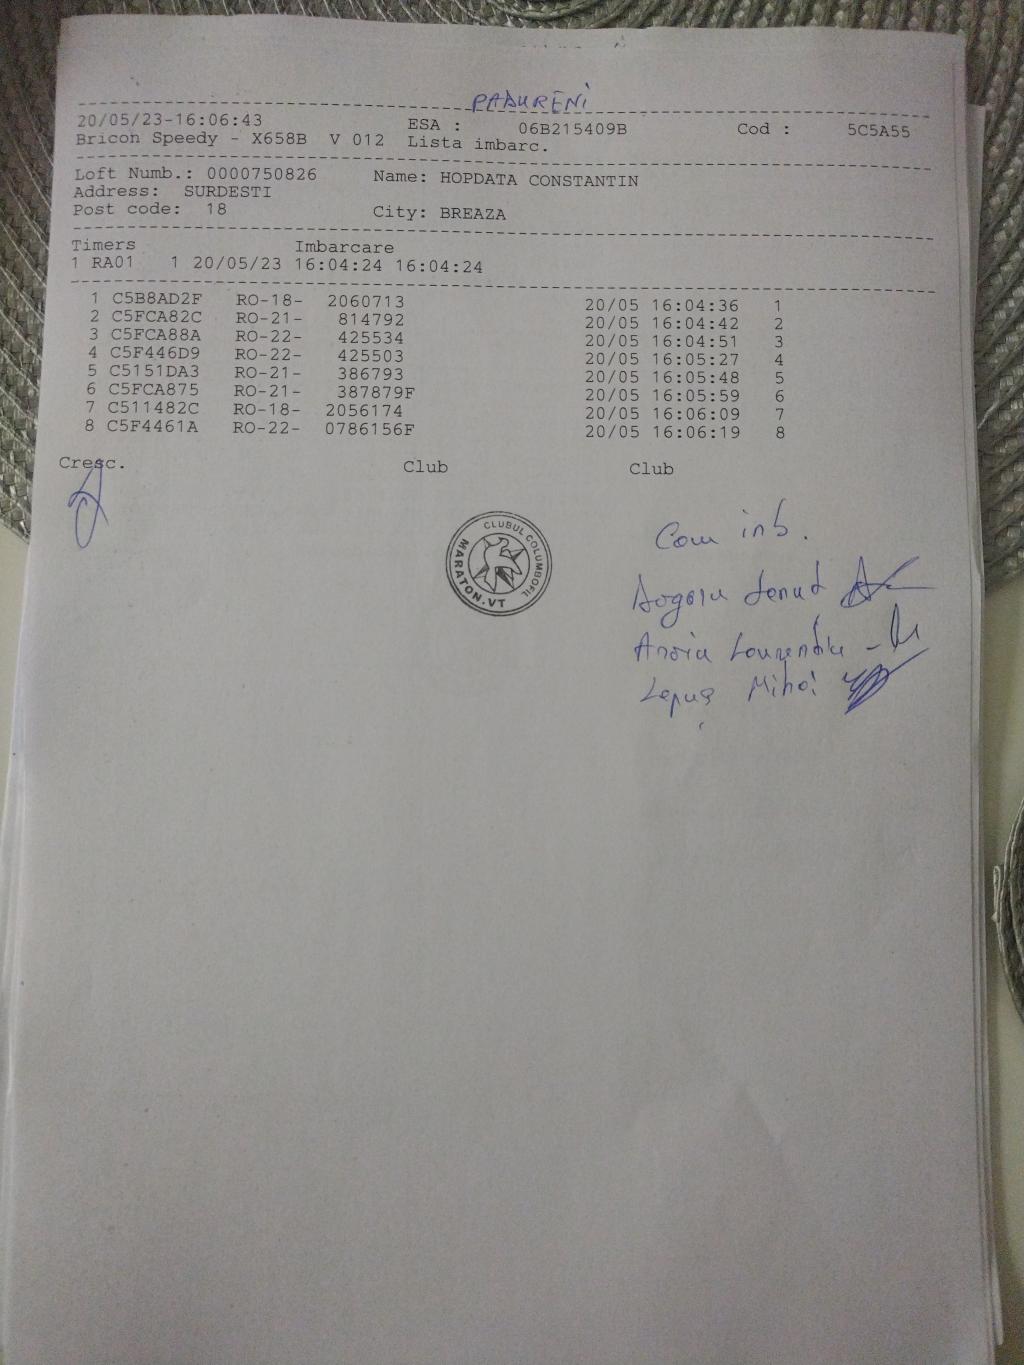 PADURENI
20/05/23-16:06:43 ESA : 06B215409B Cod : 5C5A55
Bricon Speedy - X658B V 012 Lista imbarc.
Loft Numb.: 0000750826 Name: HOPDATA CONSTANTIN
Address: SURDESTI
Post code: 18 City: BREAZA
Timers Imbarcare
1 RA01 1 20/05/23 16:04:24 16:04:24
1 C5B8AD2F RO-18- 2060713 20/05 16:04:36 1
2 C5FCA82C RO-21- 814792 20/05 16:04:42 2
3 C5FCA88A RO-22- 425534 20/05 16:04:51 3
4 C5F446D9 RO-22- 425503 20/05 16:05:27 4
5 C5151DA3 RO-21- 386793 20/05 16:05:48 5
6 C5FCA875 RO-21- 387879F 20/05 16:05:59 6
7 C511482C RO-18- 2056174 20/05 16:06:09 7
8 C5F4461A RO-22- 0786156F 20/05 16:06:19 8
Cresc. Club Club
CLUBUL COLUMBOFIL
MARATON.VT
Com inb.
Lepuș Mihai